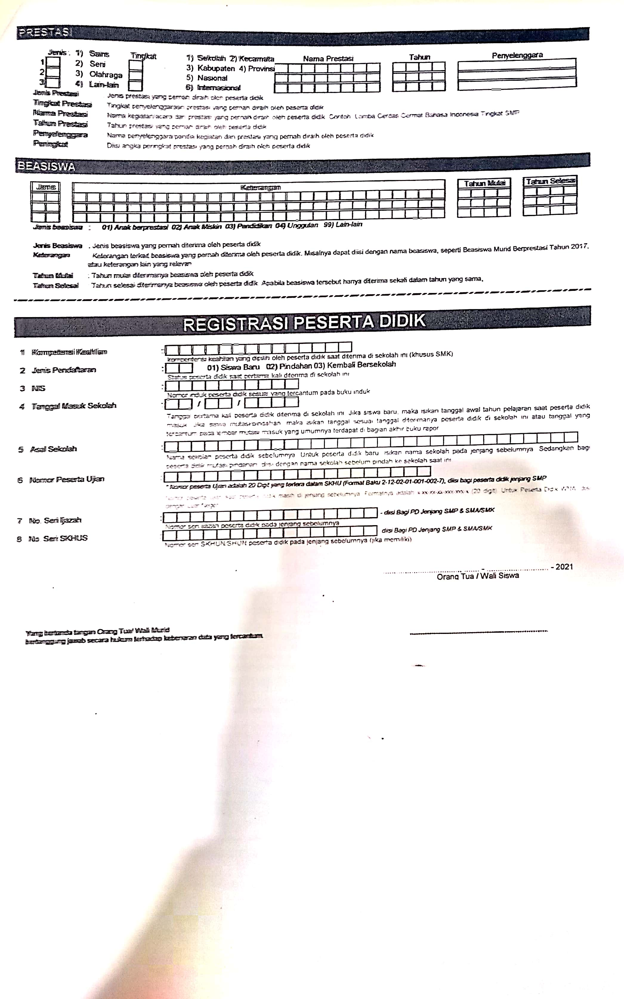 PRESTASI
Jenis : 1) Sains Tingkat 1) Sekolah 2) Kecamata Nama Prestasi Tahun Penyelenggara
1 2) Seni 3) Kabupaten 4) Provinsi
2 3) Olahraga 5) Nasional
3 4) Lain-lain 6) Internasional
Jenis Prestasi Jenis prestasi yang pernah diraih oleh peserta didik
Tingkat Prestasi Tingkat penyelenggaraan prestasi yang pernah diraih oleh peserta didik
Nama Prestasi Nama kegiatan/acara dari prestasi yang pernah diraih oleh peserta didik Contoh Lomba Cerdas Cermat Bahasa Indonesia Tingkat SMP
Tahun Prestasi Tahun prestasi yang pernah diraih oleh peserta didik
Penyelenggara Nama penyelenggara panitia kegiatan dari prestasi yang pernah diraih oleh peserta didik
Peringkat Diisi angka peringkat prestasi yang pernah diraih oleh peserta didik
BEASISWA
Jenis Keterangan Tahun Mulai Tahun Selesai
Jenis beasiswa : 01) Anak berprestasi 02) Anak Miskin 03) Pendidikan 04) Unggulan 99) Lain-lain
Jenis Beasiswa . Jenis beasiswa yang pernah diterima oleh peserta didik
Keterangan Keterangan terkait beasiswa yang pernah diterima oleh peserta didik. Misalnya dapat diisi dengan nama beasiswa, seperti Beasiswa Murid Berprestasi Tahun 2017.
atau keterangan lain yang relevan
Tahun Mulai : Tahun mulai diterimanya beasiswa oleh peserta didik
Tahun Selesai Tahun selesai diterimanya beasiswa oleh peserta didik Apabila beasiswa tersebut hanya diterima sekali dalam tahun yang sama,
REGISTRASI PESERTA DIDIK
1 Kompetensi Keahlian :
kompentensi keahlian yang dipilih oleh peserta didik saat diterima di sekolah ini (khusus SMK)
2 Jenis Pendaftaran : 01) Siswa Baru 02) Pindahan 03) Kembali Bersekolah
Status peserta didik saat pertama kali diterima di sekolah ini
3 NIS :
Nomor induk peserta didik sesuai yang tercantum pada buku induk
4 Tanggal Masuk Sekolah : / /
Tanggal pertama kali peserta didik diterima di sekolah ini Jika siswa baru, maka isikan tanggal awal tahun pelajaran saat peserta didik
masuk Jika siswa mutasi/pindahan maka isikan tanggal sesuai tanggal diterimanya peserta didik di sekolah ini atau tanggal yang
tercantum pada lembar mutasi masuk yang umumnya terdapat di bagian akhir buku rapor
5 Asal Sekolah :
Nama sekolah peserta didik sebelumnya Untuk peserta didik baru isikan nama sekolah pada jenjang sebelumnya Sedangkan bagi
peserta didik mutasi pindahan diisi dengan nama sekolah sebelum pindah ke sekolah saat ini
6 Nomor Peserta Ujian :
* Nomor peserta Ujian adalah 20 Digit yang tertera dalam SKHU (Format Baku 2-12-02-01-001-002-7), diisi bagi peserta didik jenjang SMP
Nomor peserta masih di jenjang sebelumnya Formatnya adalah (20 digit) Untuk Peserta Didik WNA diisi
dengan
7 No. Seri Ijazah : - diisi Bagi PD Jenjang SMP & SMA/SMK
Nomor seri ijazah peserta didik pada jenjang sebelumnya
8 No Seri SKHUS : diisi Bagi PD Jenjang SMP & SMA/SMK
Nomor seri SKHUN/SHUN peserta didik pada jenjang sebelumnya (jika memiliki)
- - 2021
Orang Tua / Wali Siswa
Yang bertanda tangan Orang Tua/ Wali Murid
bertanggung jawab secara hukum terhadap kebenaran data yang tercantum.